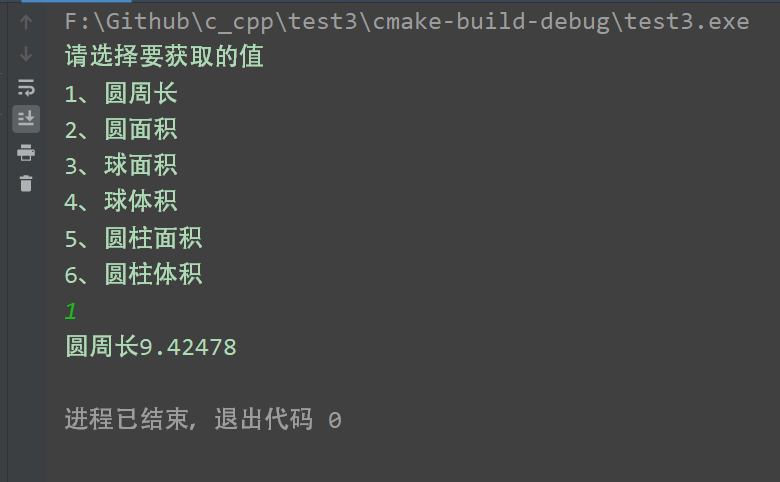 F:\Github\c_cpp\test3\cmake-build-debug\test3.exe
请选择要获取的值
1、圆周长
2、圆面积
3、球面积
4、球体积
5、圆柱面积
6、圆柱体积
1
圆周长9.42478
进程已结束, 退出代码 0